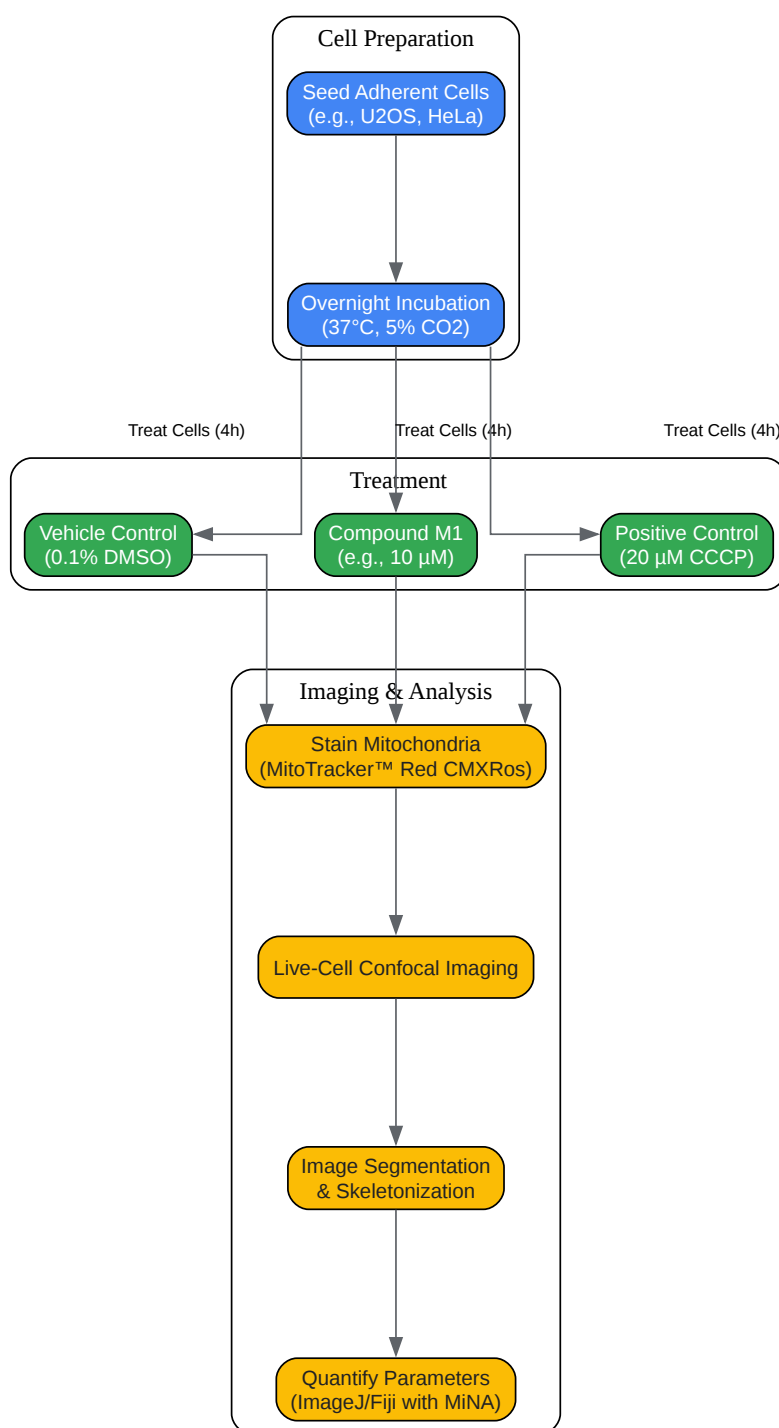 Cell Preparation
Seed Adherent Cells
(e.g., U2OS, HeLa)
Overnight Incubation
(37°C, 5% CO2)
Treat Cells (4h)
Treat Cells (4h)
Treat Cells (4h)
Treatment
Vehicle Control
(0.1% DMSO)
Compound M1
(e.g., 10 µM)
Positive Control
(20 µM CCCP)
Imaging & Analysis
Stain Mitochondria
(MitoTracker™ Red CMXRos)
Live-Cell Confocal Imaging
Image Segmentation
& Skeletonization
Quantify Parameters
(ImageJ/Fiji with MiNA)